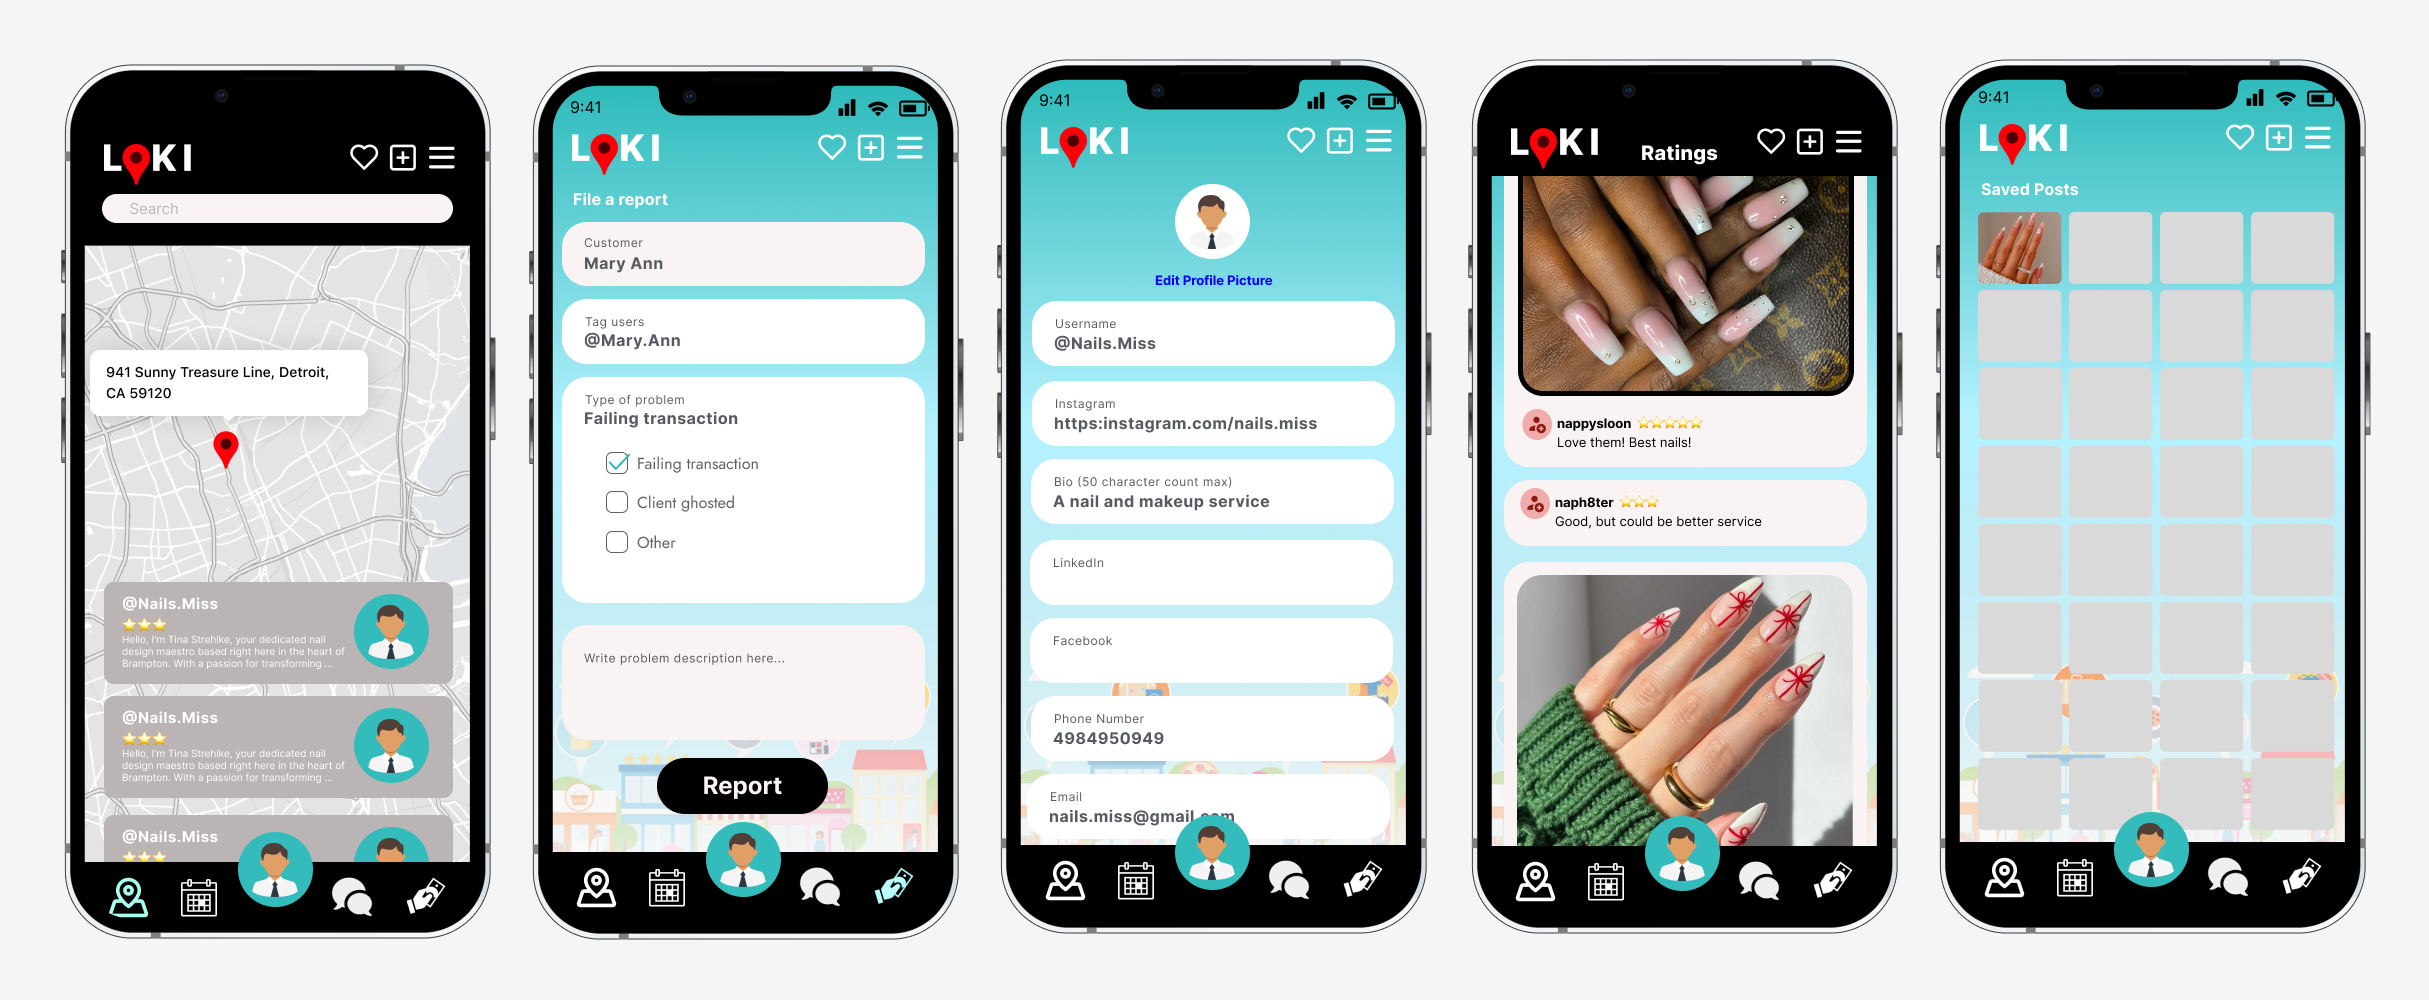 LOKI
Search
941 Sunny Treasure Line, Detroit,
CA 59120
@Nails.Miss
Hello, I'm Tina Strehlke, your dedicated nail
design maestro based right here in the heart of
Brampton. With a passion for transforming ...
@Nails.Miss
Hello, I'm Tina Strehlke, your dedicated nail
design maestro based right here in the heart of
Brampton. With a passion for transforming ...
@Nails.Miss
9:41
LOKI
File a report
Customer
Mary Ann
Tag users
@Mary.Ann
Type of problem
Failing transaction
Failing transaction
Client ghosted
Other
Write problem description here...
Report
9:41
LOKI
Edit Profile Picture
Username
@Nails.Miss
Instagram
https:instagram.com/nails.miss
Bio (50 character count max)
A nail and makeup service
LinkedIn
Facebook
Phone Number
4984950949
Email
nails.miss@gmail.com
LOKI
Ratings
nappysloon
Love them! Best nails!
naph8ter
Good, but could be better service
9:41
LOKI
Saved Posts